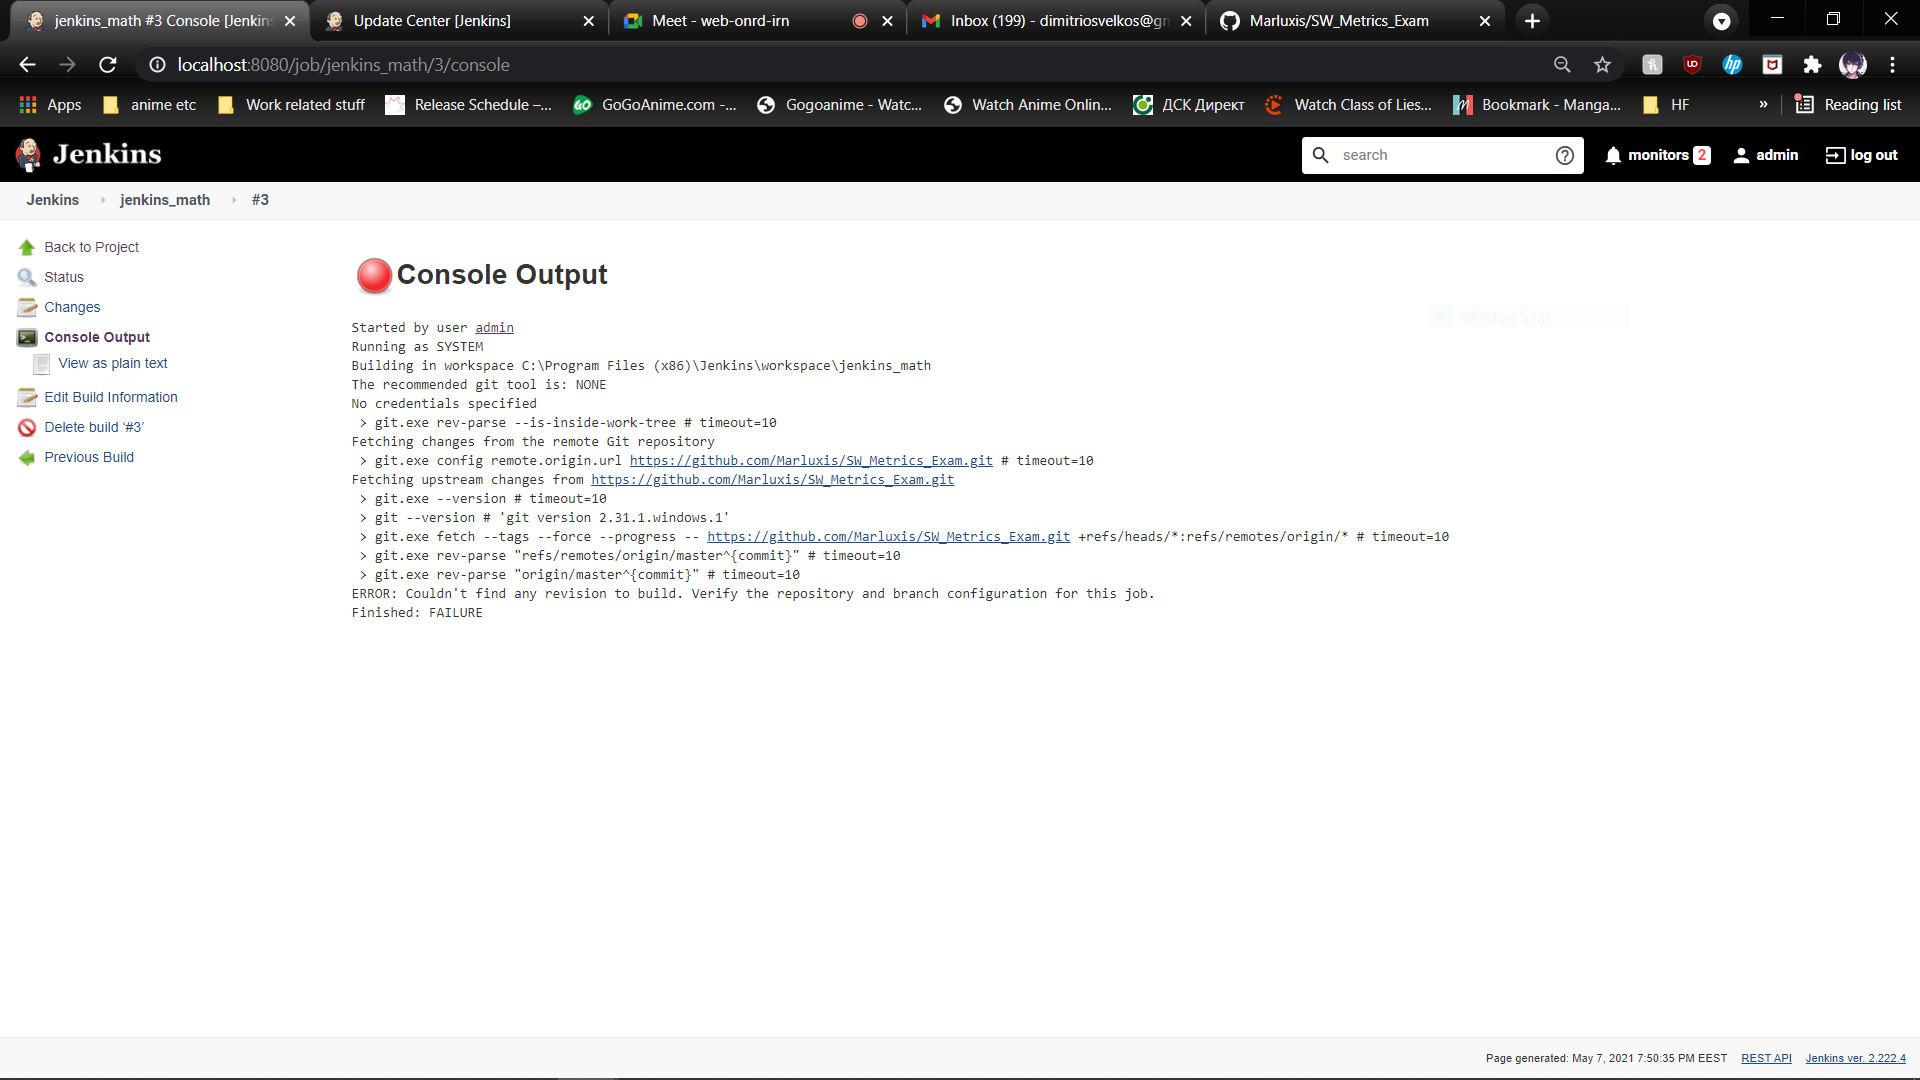 jenkins_math #3 Console [Jenkins
Update Center [Jenkins]
Meet - web-onrd-irn
Inbox (199) - dimitriosvelkos@gm
Marluxis/SW_Metrics_Exam
localhost:8080/job/jenkins_math/3/console
Apps
anime etc
Work related stuff
Release Schedule –...
GoGoAnime.com -...
Gogoanime - Watc...
Watch Anime Onlin...
ДСК Директ
Watch Class of Lies...
Bookmark - Manga...
HF
»
Reading list
Jenkins
search
monitors 2
admin
log out
Jenkins
jenkins_math
#3
Back to Project
Status
Changes
Console Output
View as plain text
Edit Build Information
Delete build ‘#3’
Previous Build
Console Output
Window Snip
Started by user admin
Running as SYSTEM
Building in workspace C:\Program Files (x86)\Jenkins\workspace\jenkins_math
The recommended git tool is: NONE
No credentials specified
> git.exe rev-parse --is-inside-work-tree # timeout=10
Fetching changes from the remote Git repository
> git.exe config remote.origin.url https://github.com/Marluxis/SW_Metrics_Exam.git # timeout=10
Fetching upstream changes from https://github.com/Marluxis/SW_Metrics_Exam.git
> git.exe --version # timeout=10
> git --version # 'git version 2.31.1.windows.1'
> git.exe fetch --tags --force --progress -- https://github.com/Marluxis/SW_Metrics_Exam.git +refs/heads/*:refs/remotes/origin/* # timeout=10
> git.exe rev-parse "refs/remotes/origin/master^{commit}" # timeout=10
> git.exe rev-parse "origin/master^{commit}" # timeout=10
ERROR: Couldn't find any revision to build. Verify the repository and branch configuration for this job.
Finished: FAILURE
Page generated: May 7, 2021 7:50:35 PM EEST
REST API
Jenkins ver. 2.222.4